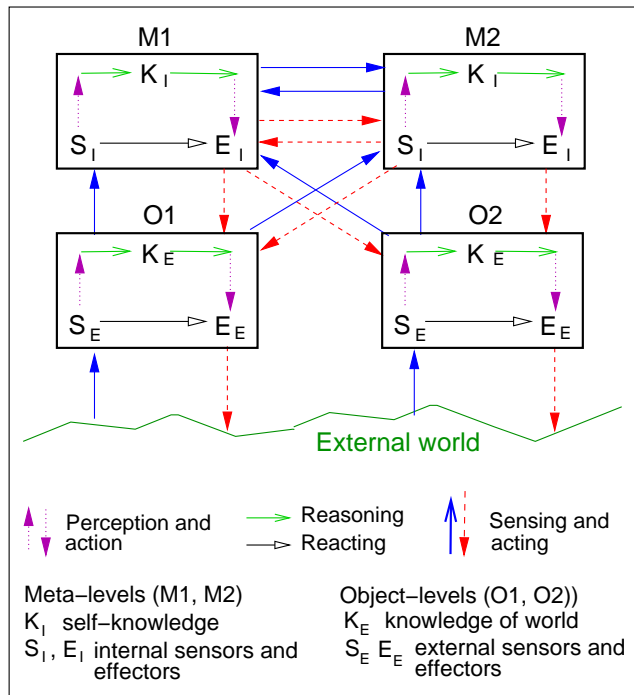 M1 M2
K I K I
S I E I S I E I
O1 O2
K E K E
S E E E S E E E
External world
Perception and
action
Reasoning
Reacting
Sensing and
acting
Meta-levels (M1, M2)
K I self-knowledge
S I , E I internal sensors and
effectors
Object-levels (O1, O2))
K E knowledge of world
S E E E external sensors and
effectors